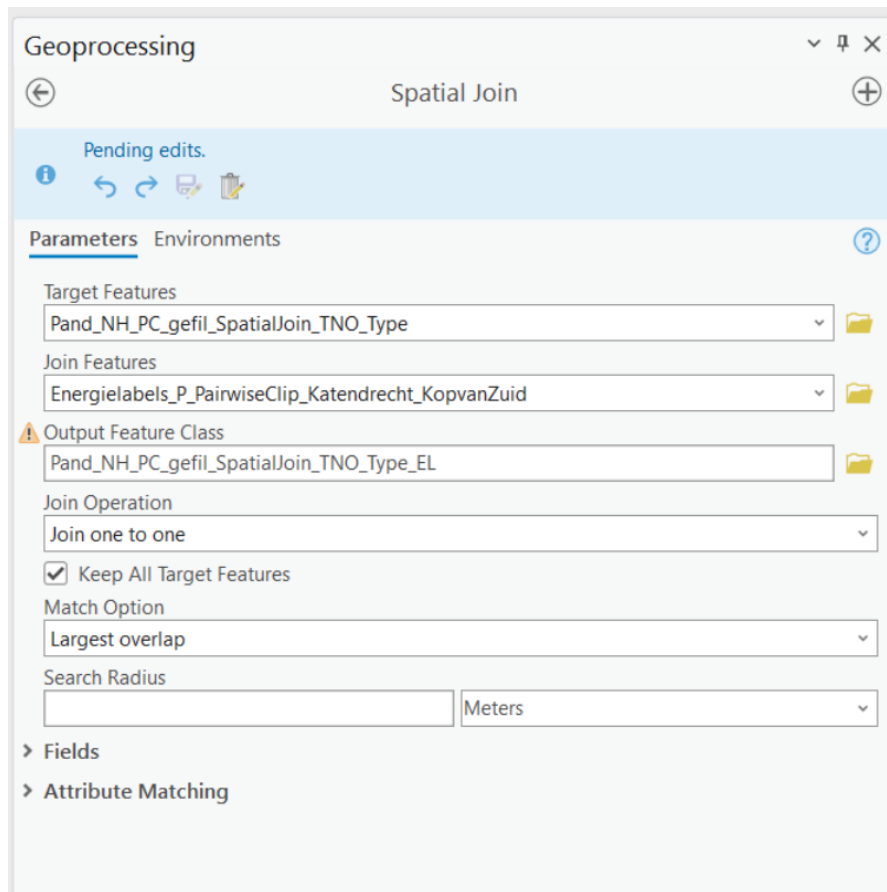 Geoprocessing
Spatial Join
Pending edits.
Parameters Environments
Target Features
Pand_NH_PC_gefil_SpatialJoin_TNO_Type
Join Features
Energielabels_P_PairwiseClip_Katendrecht_KopvanZuid
Output Feature Class
Pand_NH_PC_gefil_SpatialJoin_TNO_Type_EL
Join Operation
Join one to one
Keep All Target Features
Match Option
Largest overlap
Search Radius
Meters
Fields
Attribute Matching